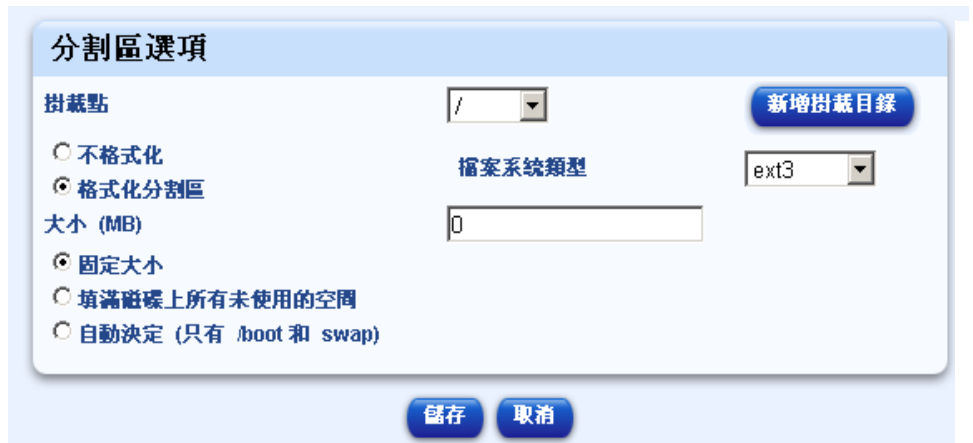 分割區選項
掛載點 / 新增掛載目錄
不格式化
格式化分割區
檔案系統類型 ext3
大小 (MB) 0
固定大小
填滿磁碟上所有未使用的空間
自動決定 (只有 /boot 和 swap)
儲存 取消